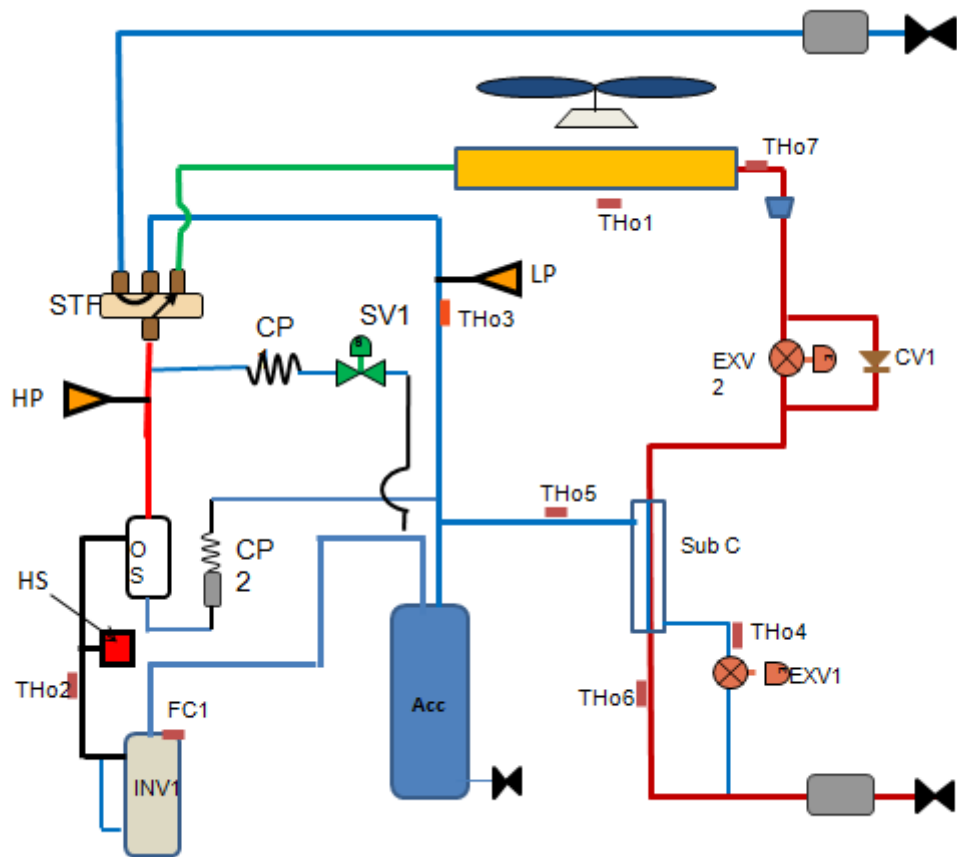 THo7
THo1
STF
CP
SV1
LP
THo3
EXV
2
CV1
HP
THo5
O
S
CP
2
Sub C
HS
THo4
THo2
FC1
Acc
THo6
EXV1
INV1